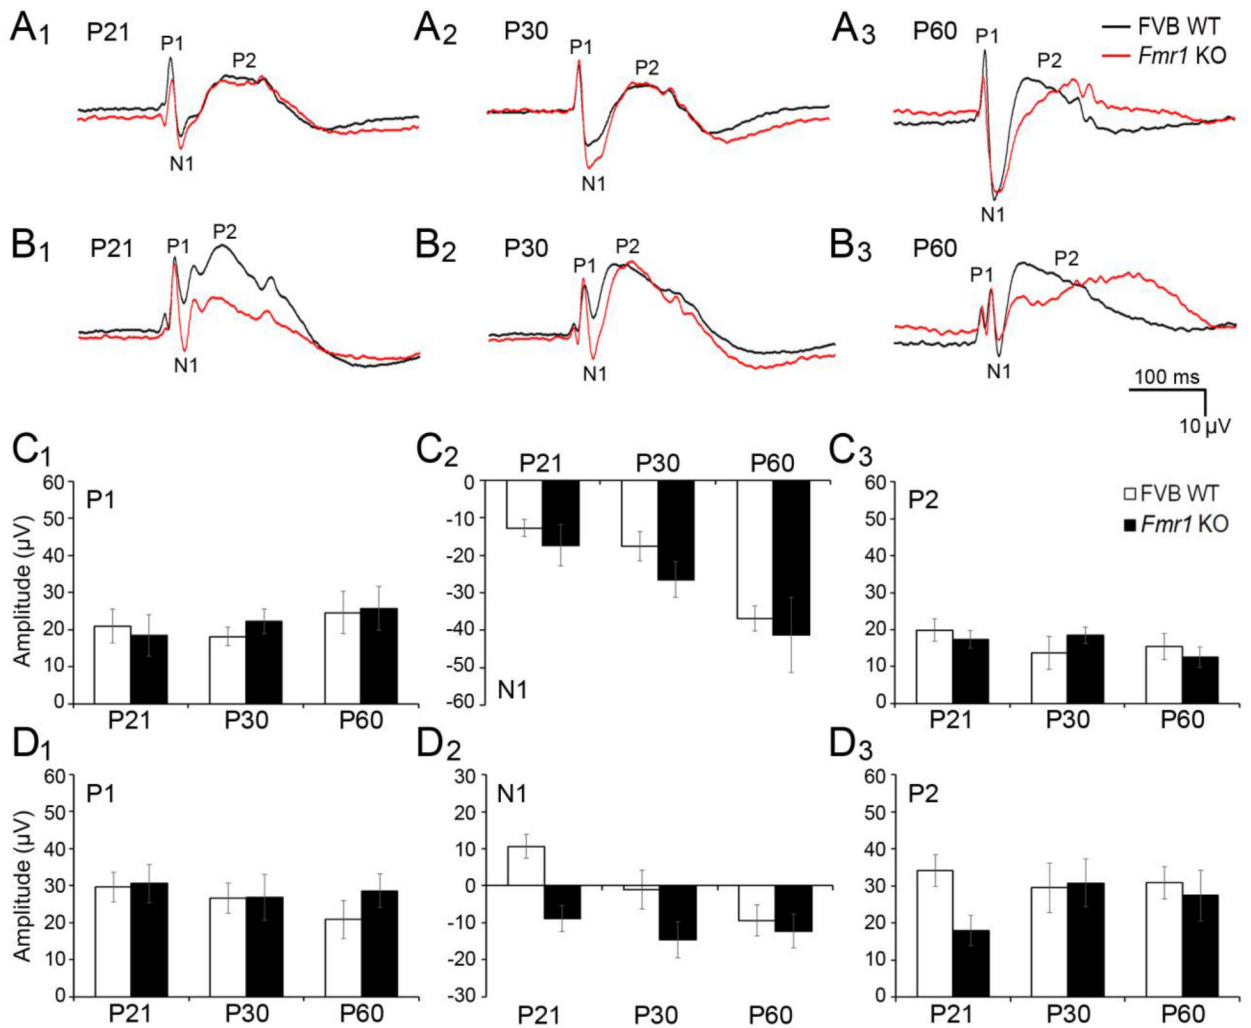 A1 P21 P1 P2 N1
A2 P30 P1 P2 N1
A3 P60 P1 P2 N1
FVB WT
Fmr1 KO
B1 P21 P1 P2 N1
B2 P30 P1 P2 N1
B3 P60 P1 P2 N1
100 ms
10 µV
C1 P1
Amplitude (µV)
60
50
40
30
20
10
0
P21 P30 P60
C2 P21 P30 P60
0
-10
-20
-30
-40
-50
-60
N1
C3 P2
FVB WT
Fmr1 KO
60
50
40
30
20
10
0
P21 P30 P60
D1 P1
Amplitude (µV)
60
50
40
30
20
10
0
P21 P30 P60
D2 N1
30
20
10
0
-10
-20
-30
P21 P30 P60
D3 P2
60
50
40
30
20
10
0
P21 P30 P60